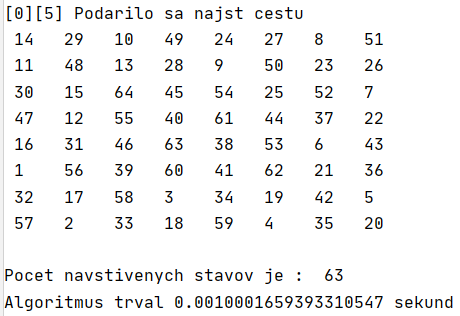 [0][5] Podarilo sa najst cestu
14 29 10 49 24 27 8 51
11 48 13 28 9 50 23 26
30 15 64 45 54 25 52 7
47 12 55 40 61 44 37 22
16 31 46 63 38 53 6 43
1 56 39 60 41 62 21 36
32 17 58 3 34 19 42 5
57 2 33 18 59 4 35 20
Pocet navstivenych stavov je :  63
Algoritmus trval 0.0010001659393310547 sekund